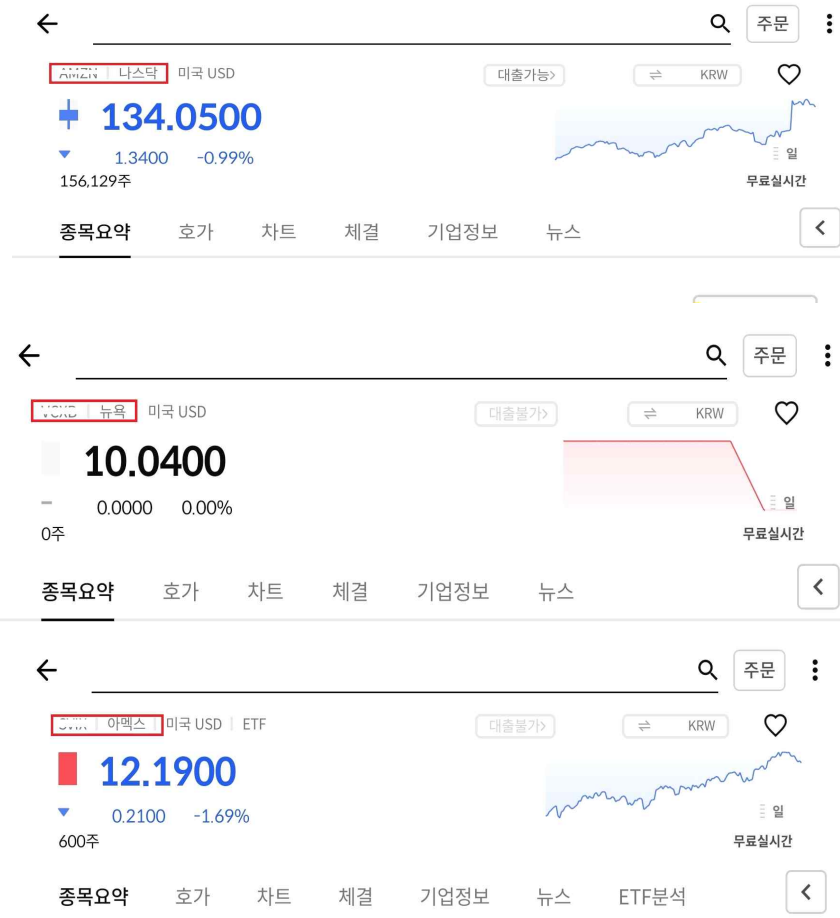 주문
나스닥 미국 USD 대출가능> KRW
134.0500
1.3400 -0.99%
일
156,129주 무료실시간
종목요약 호가 차트 체결 기업정보 뉴스
주문
뉴욕 미국 USD 대출불가> KRW
10.0400
0.0000 0.00%
일
0주 무료실시간
종목요약 호가 차트 체결 기업정보 뉴스
주문
아멕스 미국 USD ETF 대출불가> KRW
12.1900
0.2100 -1.69%
일
600주 무료실시간
종목요약 호가 차트 체결 기업정보 뉴스 ETF분석